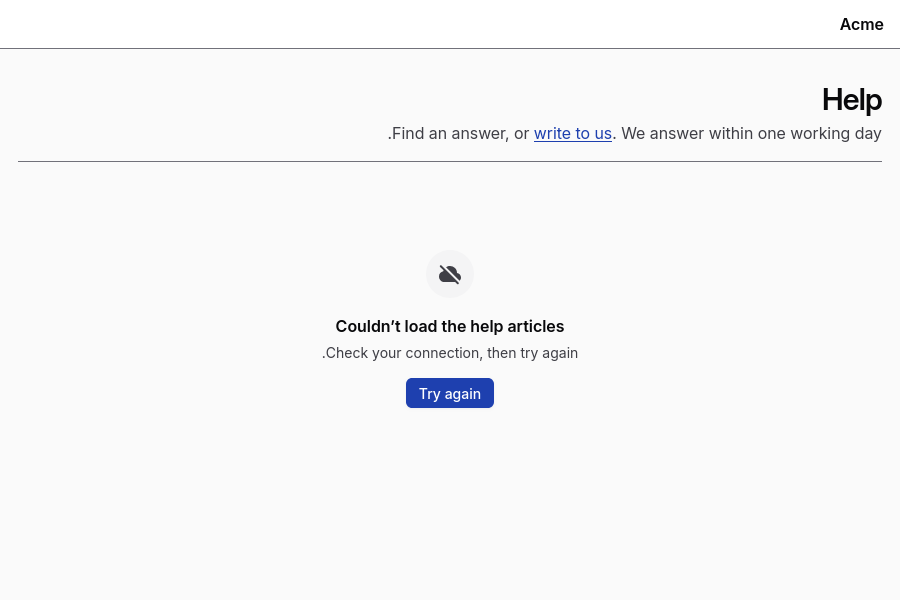 Acme
Help
.Find an answer, or write to us. We answer within one working day
Couldn’t load the help articles
.Check your connection, then try again
Try again